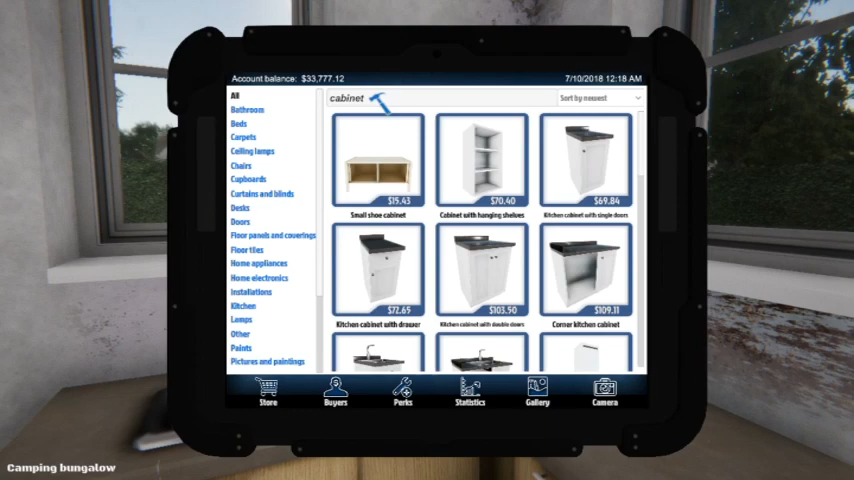 Account balance: $33,777.12
7/10/2018 12:18 AM
All
Bathroom
Beds
Carpets
Ceiling lamps
Chairs
Cupboards
Curtains and blinds
Desks
Doors
Floor panels and coverings
Floor tiles
Home appliances
Home electronics
Installations
Kitchen
Lamps
Other
Paints
Pictures and paintings
cabinet
Sort by newest
$15.43
$70.40
$69.84
Small shoe cabinet
Cabinet with hanging shelves
Kitchen cabinet with single doors
$72.65
$103.50
$109.11
Kitchen cabinet with drawer
Kitchen cabinet with double doors
Corner kitchen cabinet
Store
Buyers
Perks
Statistics
Gallery
Camera
Camping bungalow